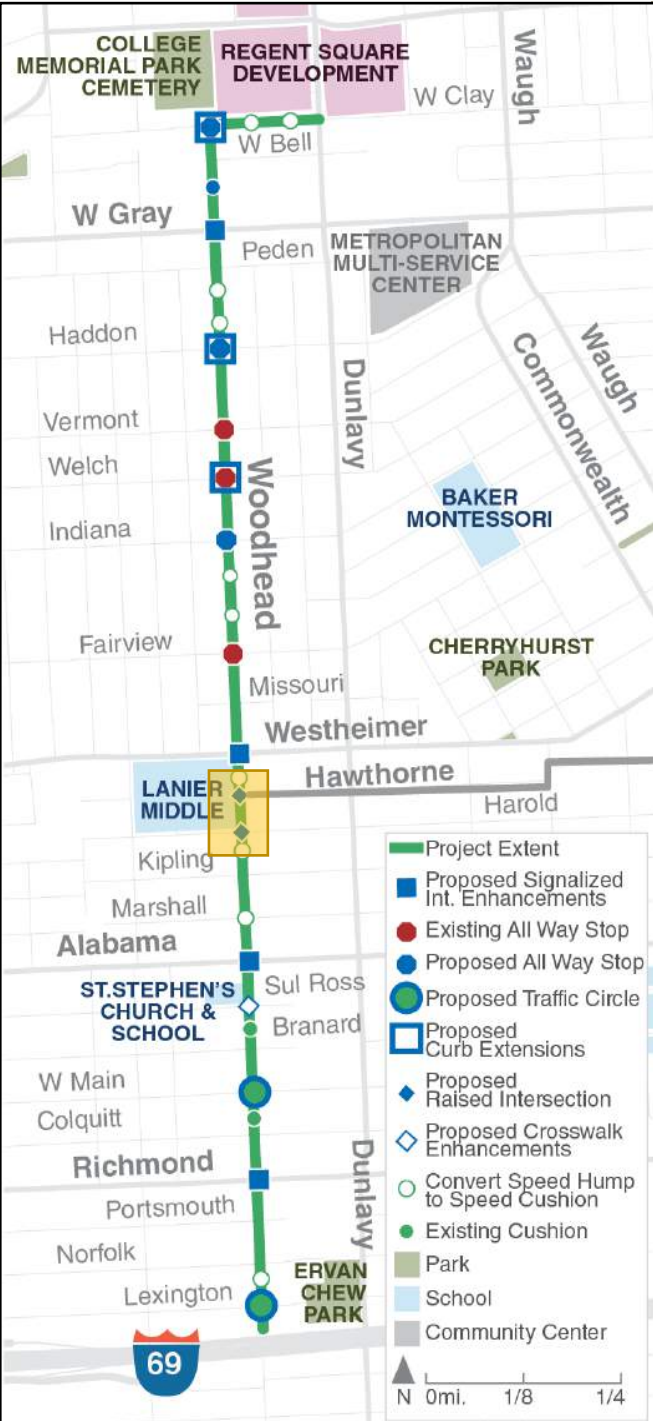 COLLEGE
MEMORIAL PARK
CEMETERY
REGENT SQUARE
DEVELOPMENT
Waugh
W Clay
W Bell
W Gray
Peden
METROPOLITAN
MULTI-SERVICE
CENTER
Haddon
Waugh
Commonwealth
Dunlavy
Vermont
Welch
Woodhead
BAKER
MONTESSORI
Indiana
Fairview
CHERRYHURST
PARK
Missouri
Westheimer
LANIER
MIDDLE
Hawthorne
Harold
Kipling
Marshall
Alabama
ST.STEPHEN'S
CHURCH &
SCHOOL
Sul Ross
Branard
W Main
Colquitt
Richmond
Dunlavy
Portsmouth
Norfolk
Lexington
ERVAN
CHEW
PARK
69
Project Extent
Proposed Signalized
Int. Enhancements
Existing All Way Stop
Proposed All Way Stop
Proposed Traffic Circle
Proposed
Curb Extensions
Proposed
Raised Intersection
Proposed Crosswalk
Enhancements
Convert Speed Hump
to Speed Cushion
Existing Cushion
Park
School
Community Center
N 0mi. 1/8 1/4